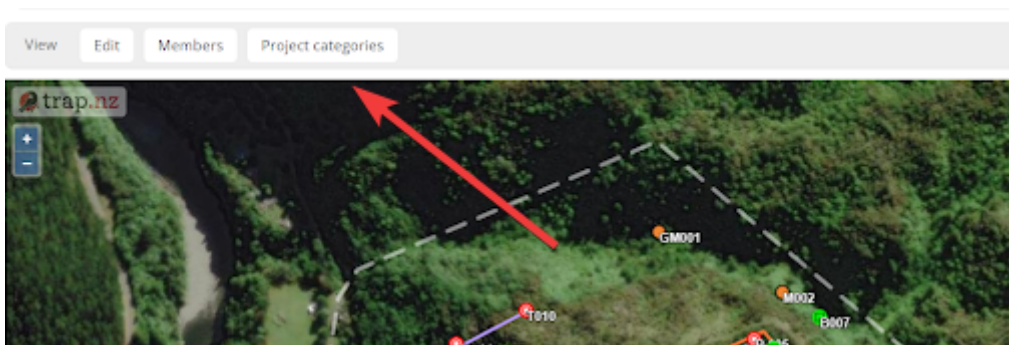 View Edit Members Project categories
trap.nz
+
-
GM001
M002
B007
T010